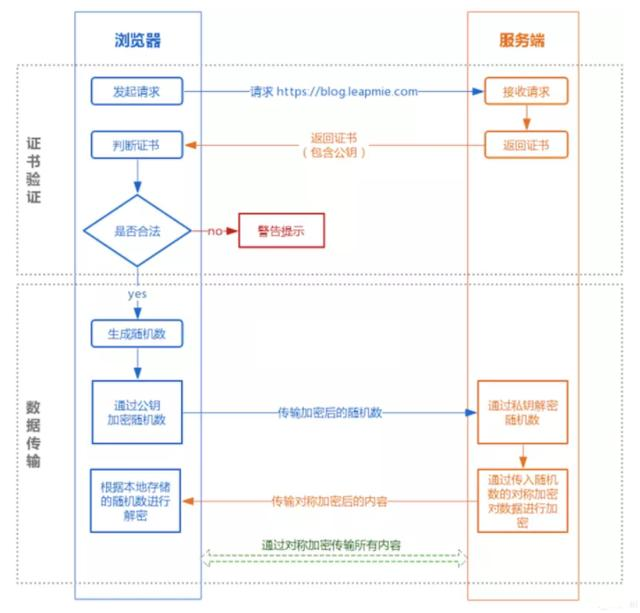 浏览器
服务端
证书验证
发起请求
请求 https://blog.leapmie.com
接收请求
判断证书
返回证书
（包含公钥）
返回证书
是否合法
no
警告提示
yes
数据传输
生成随机数
通过公钥
加密随机数
传输加密后的随机数
通过私钥解密
随机数
根据本地存储
的随机数进行
解密
传输对称加密后的内容
通过传入随机
数的对称加密
对数据进行加
密
通过对称加密传输所有内容